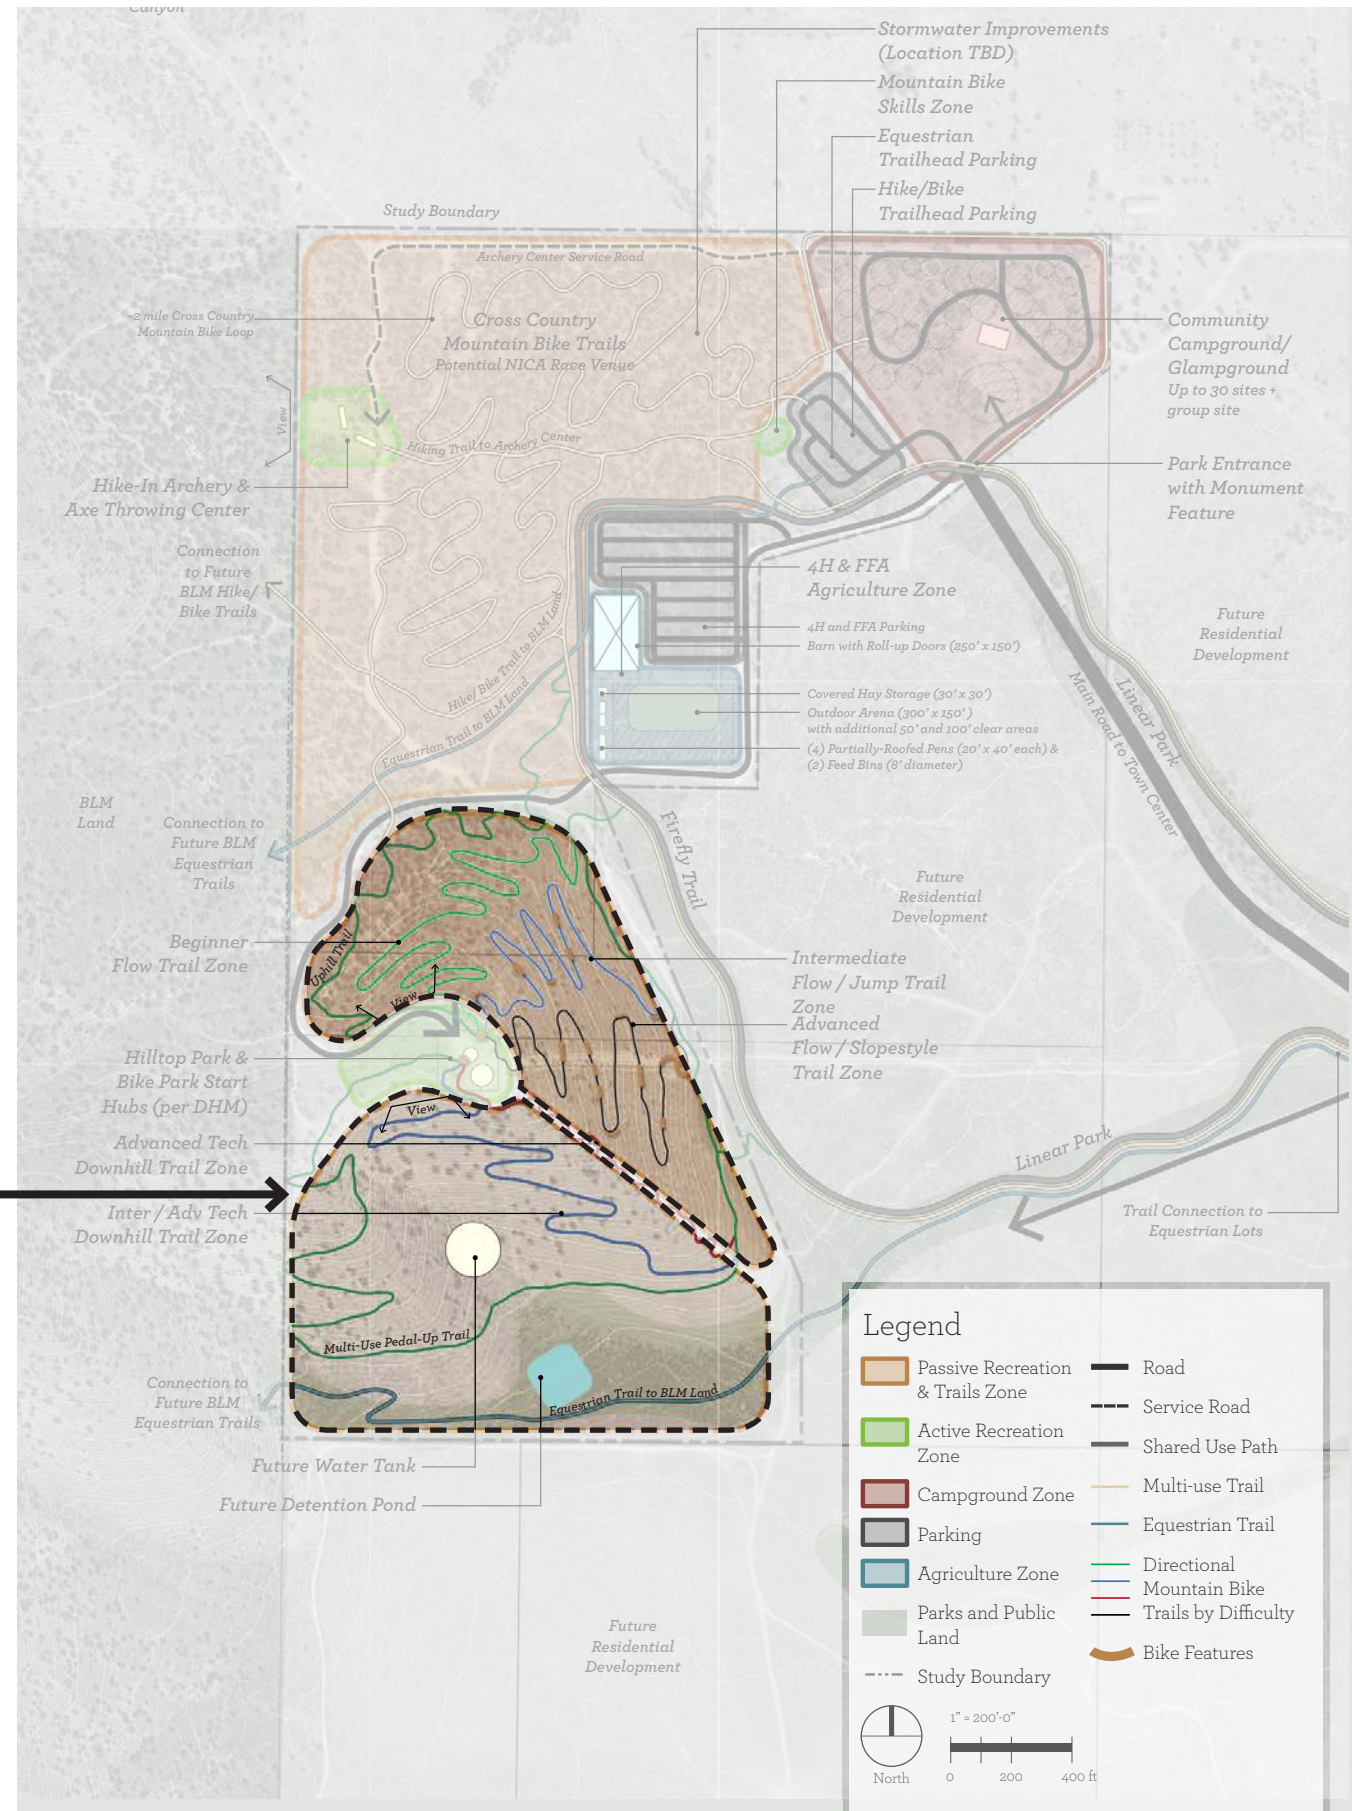 Canyon
Stormwater Improvements
(Location TBD)
Mountain Bike
Skills Zone
Equestrian
Trailhead Parking
Hike/Bike
Trailhead Parking
Study Boundary
Archery Center Service Road
~2 mile Cross Country
Mountain Bike Loop
Cross Country
Mountain Bike Trails
Potential NICA Race Venue
Community
Campground/
Glampground
Up to 30 sites +
group site
View
Hiking Trail to Archery Center
Hike-In Archery &
Axe Throwing Center
Park Entrance
with Monument
Feature
Connection
to Future
BLM Hike/
Bike Trails
4H & FFA
Agriculture Zone
4H and FFA Parking
Barn with Roll-up Doors (250' x 150')
Future
Residential
Development
Hike/ Bike Trail to BLM Land
Equestrian Trail to BLM Land
Covered Hay Storage (30' x 30')
Outdoor Arena (300' x 150' )
with additional 50' and 100' clear areas
(4) Partially-Roofed Pens (20' x 40' each) &
(2) Feed Bins (8' diameter)
Linear Park
Main Road to Town Center
BLM
Land
Connection to
Future BLM
Equestrian
Trails
Firefly Trail
Future
Residential
Development
Beginner
Flow Trail Zone
Uphill Trail
View
Intermediate
Flow / Jump Trail
Zone
Advanced
Flow / Slopestyle
Trail Zone
Hilltop Park &
Bike Park Start
Hubs (per DHM)
View
Advanced Tech
Downhill Trail Zone
Linear Park
Inter / Adv Tech
Downhill Trail Zone
Trail Connection to
Equestrian Lots
Multi-Use Pedal-Up Trail
Equestrian Trail to BLM Land
Connection to
Future BLM
Equestrian Trails
Future Water Tank
Future Detention Pond
Future
Residential
Development
Legend
Passive Recreation
& Trails Zone
Active Recreation
Zone
Campground Zone
Parking
Agriculture Zone
Parks and Public
Land
Study Boundary
Road
Service Road
Shared Use Path
Multi-use Trail
Equestrian Trail
Directional
Mountain Bike
Trails by Difficulty
Bike Features
1" = 200'-0"
North
0 200 400 ft